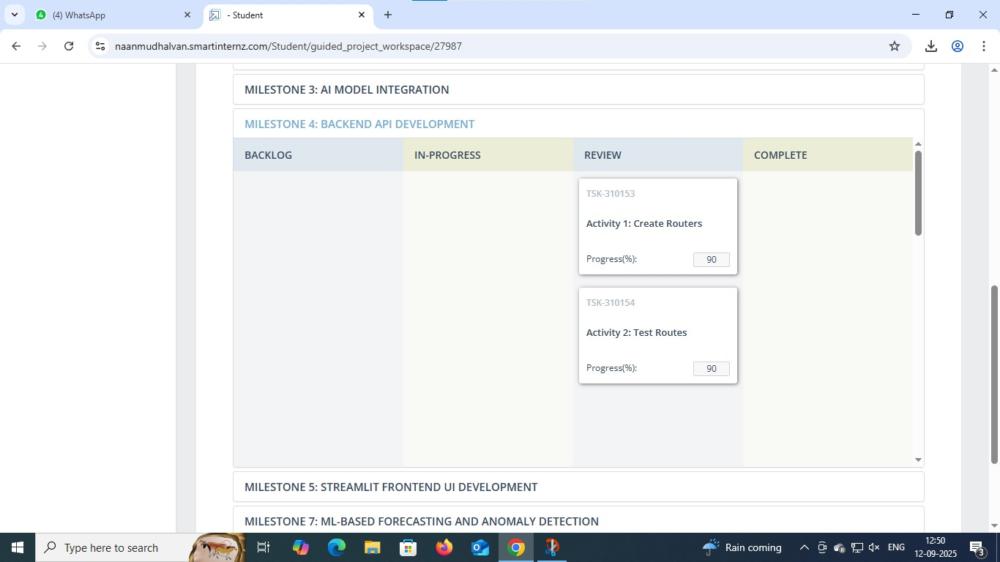 (4) WhatsApp
- Student
naanmudhalvan.smartinternz.com/Student/guided_project_workspace/27987
MILESTONE 3: AI MODEL INTEGRATION
MILESTONE 4: BACKEND API DEVELOPMENT
BACKLOG IN-PROGRESS REVIEW COMPLETE
TSK-310153
Activity 1: Create Routers
Progress(%): 90
TSK-310154
Activity 2: Test Routes
Progress(%): 90
MILESTONE 5: STREAMLIT FRONTEND UI DEVELOPMENT
MILESTONE 7: ML-BASED FORECASTING AND ANOMALY DETECTION
Type here to search
Rain coming
ENG
12:50
12-09-2025
3